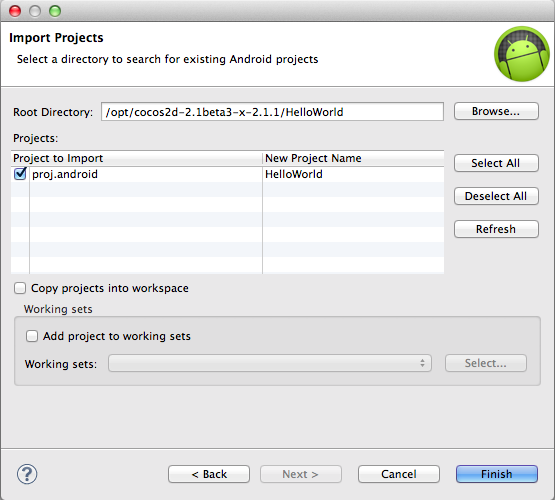 Import Projects
Select a directory to search for existing Android projects
Root Directory: /opt/cocos2d-2.1beta3-x-2.1.1/HelloWorld Browse...
Projects:
Project to Import New Project Name
proj.android HelloWorld
Select All
Deselect All
Refresh
Copy projects into workspace
Working sets
Add project to working sets
Working sets: Select...
? < Back Next > Cancel Finish